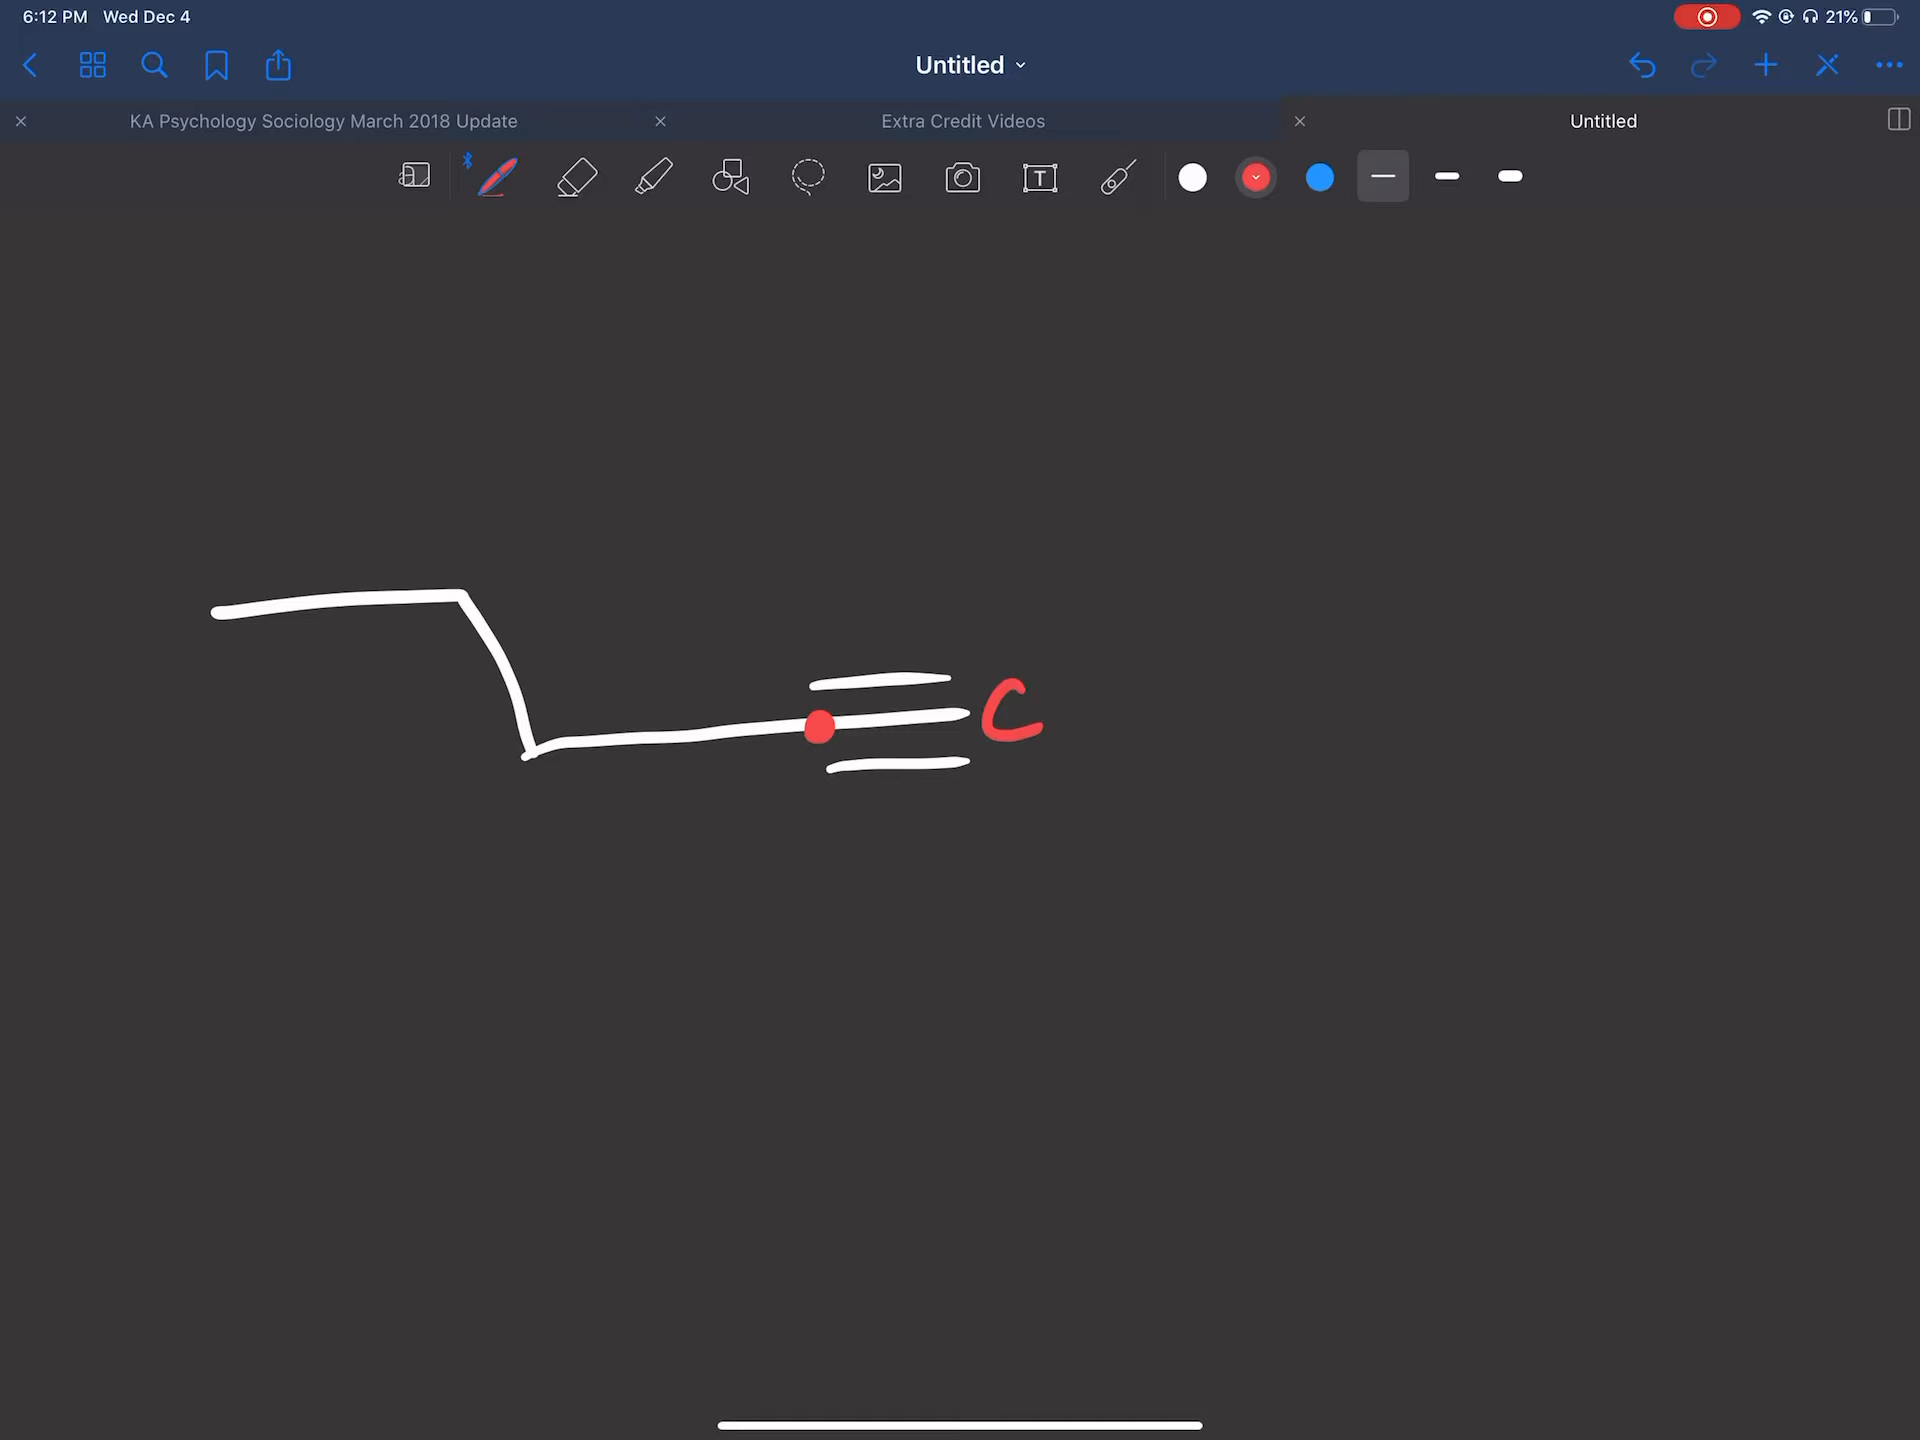 6:12 PM Wed Dec 4 21%
Untitled
KA Psychology Sociology March 2018 Update Extra Credit Videos Untitled
T
C